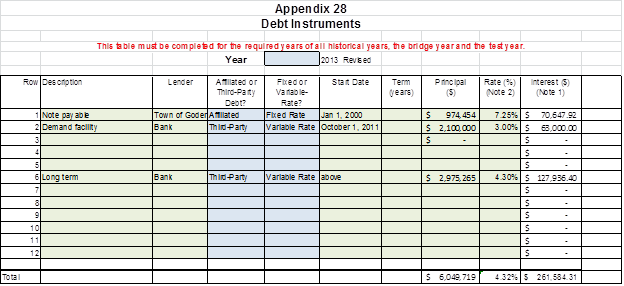 Appendix 28
Debt Instruments
This table must be completed for the required years of all historical years, the bridge year and the test year.
Year 2013 Revised
Row Description Lender Affiliated or Third-Party Debt? Fixed or Variable-Rate? Start Date Term (years) Principal ($) Rate (%) (Note 2) Interest ($) (Note 1)
1 Note payable Town of Goder Affiliated Fixed Rate Jan 1, 2000 $ 974,454 7.25% $ 70,647.92
2 Demand facility Bank Third-Party Variable Rate October 1, 2011 $ 2,100,000 3.00% $ 63,000.00
3 $ - $ -
4 $ -
5 $ -
6 Long term Bank Third-Party Variable Rate above $ 2,975,265 4.30% $ 127,936.40
7 $ -
8 $ -
9 $ -
10 $ -
11 $ -
12 $ -
Total $ 6,049,719 4.32% $ 261,584.31